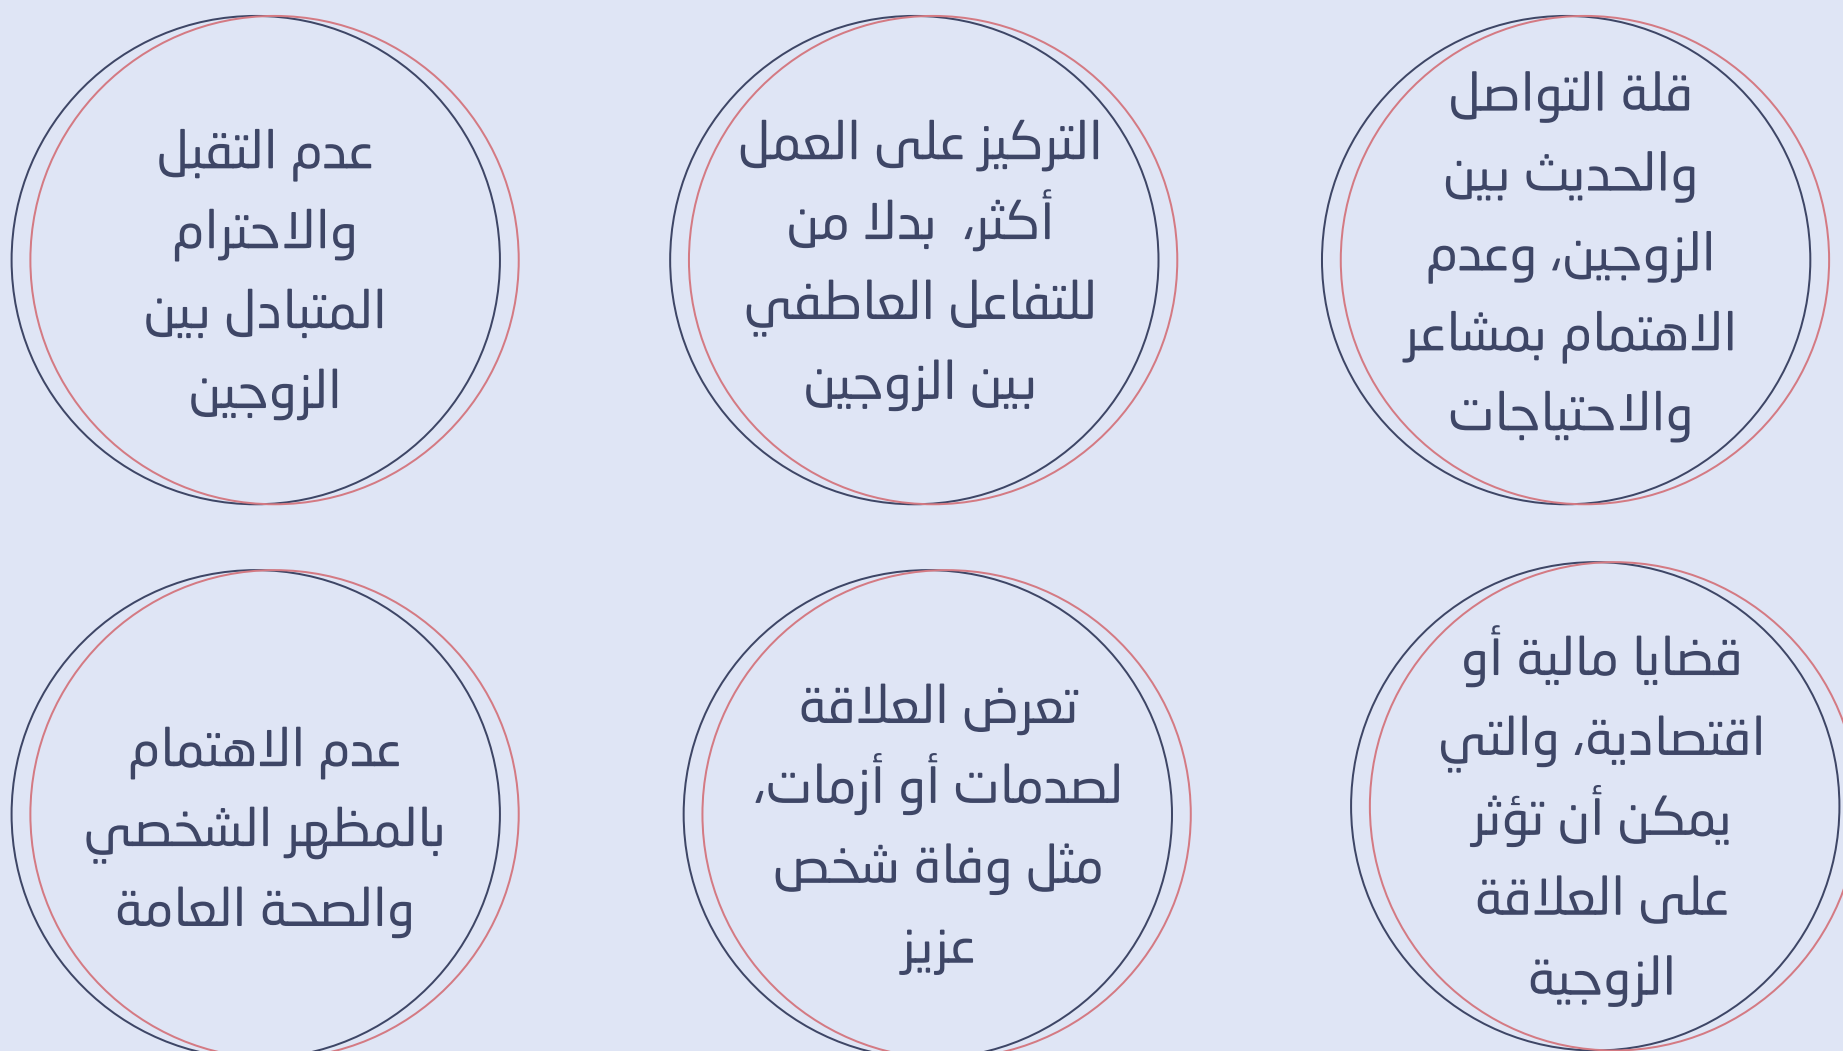 قلة التواصل
والحديث بين
الزوجين، وعدم
الاهتمام بمشاعر
والاحتياجات
التركيز على العمل
أكثر، بدلا من
للتفاعل العاطفي
بين الزوجين
عدم التقبل
والاحترام
المتبادل بين
الزوجين
قضايا مالية أو
اقتصادية، والتي
يمكن أن تؤثر
على العلاقة
الزوجية
تعرض العلاقة
لصدمات أو أزمات،
مثل وفاة شخص
عزيز
عدم الاهتمام
بالمظهر الشخصي
والصحة العامة